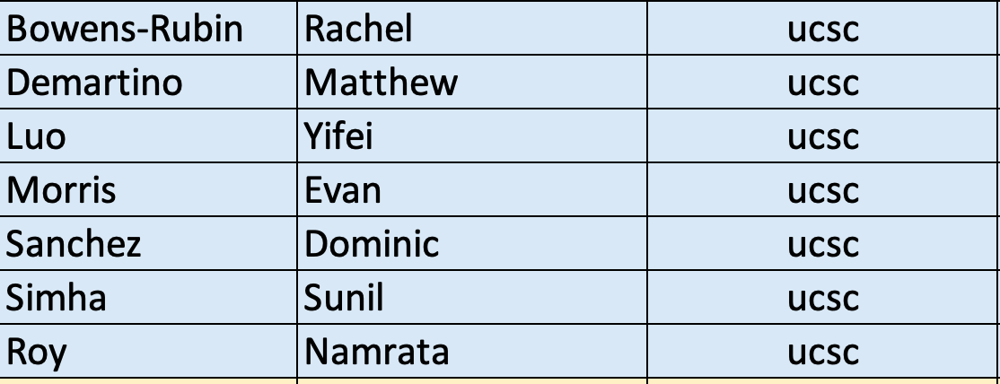 Bowens-Rubin Rachel ucsc
Demartino Matthew ucsc
Luo Yifei ucsc
Morris Evan ucsc
Sanchez Dominic ucsc
Simha Sunil ucsc
Roy Namrata ucsc